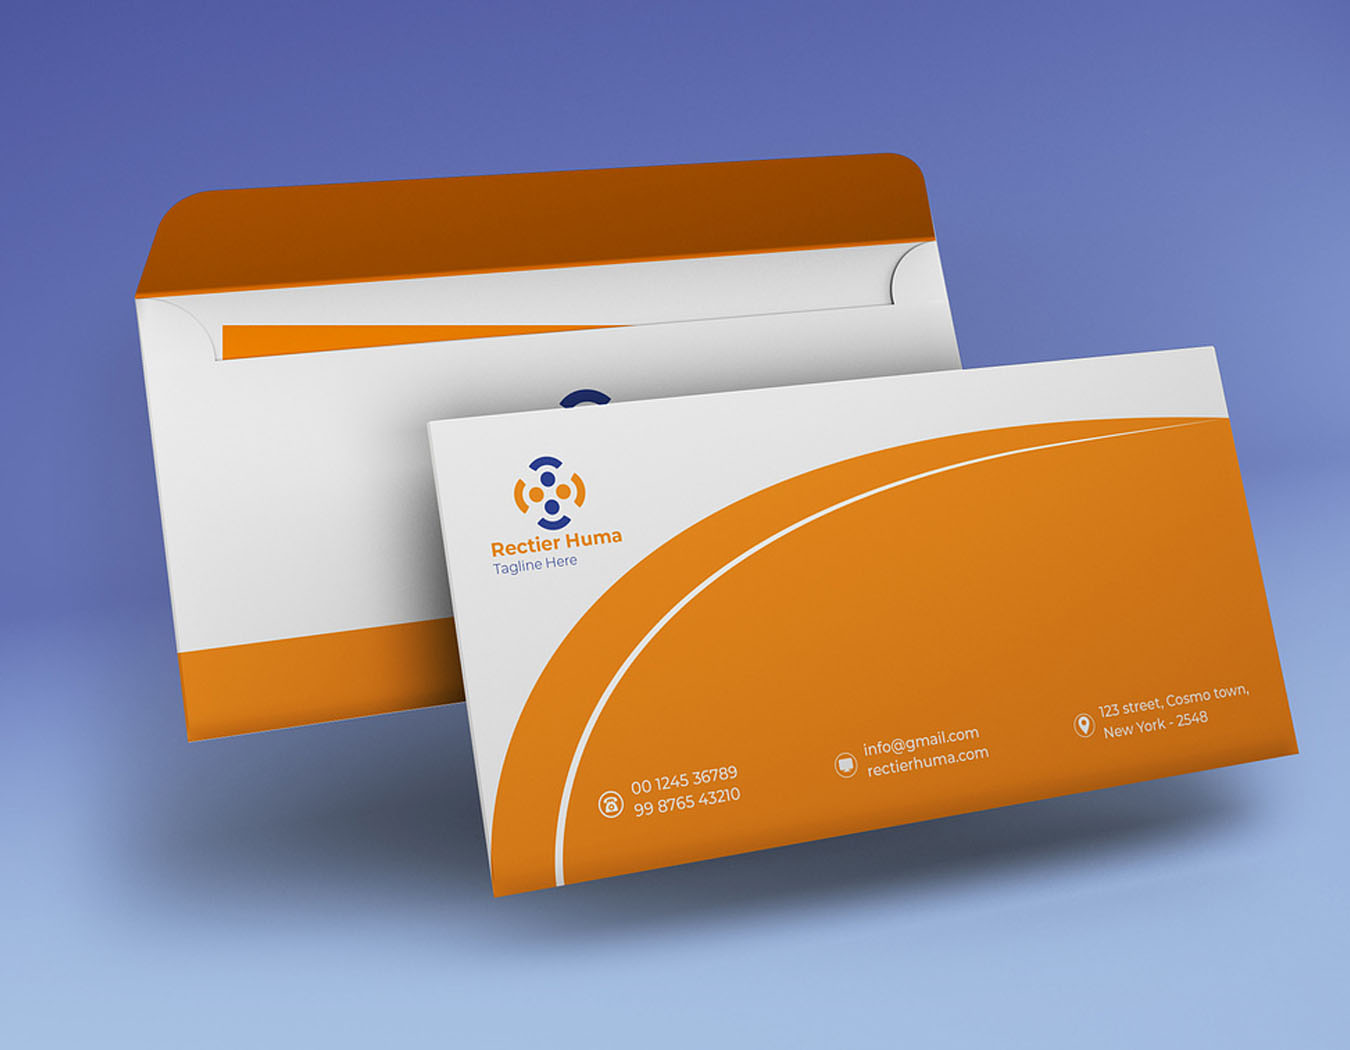 Rectier Huma
Tagline Here
00 1245 36789
99 8765 43210
info@gmail.com
rectierhuma.com
123 street, Cosmo town,
New York - 2548